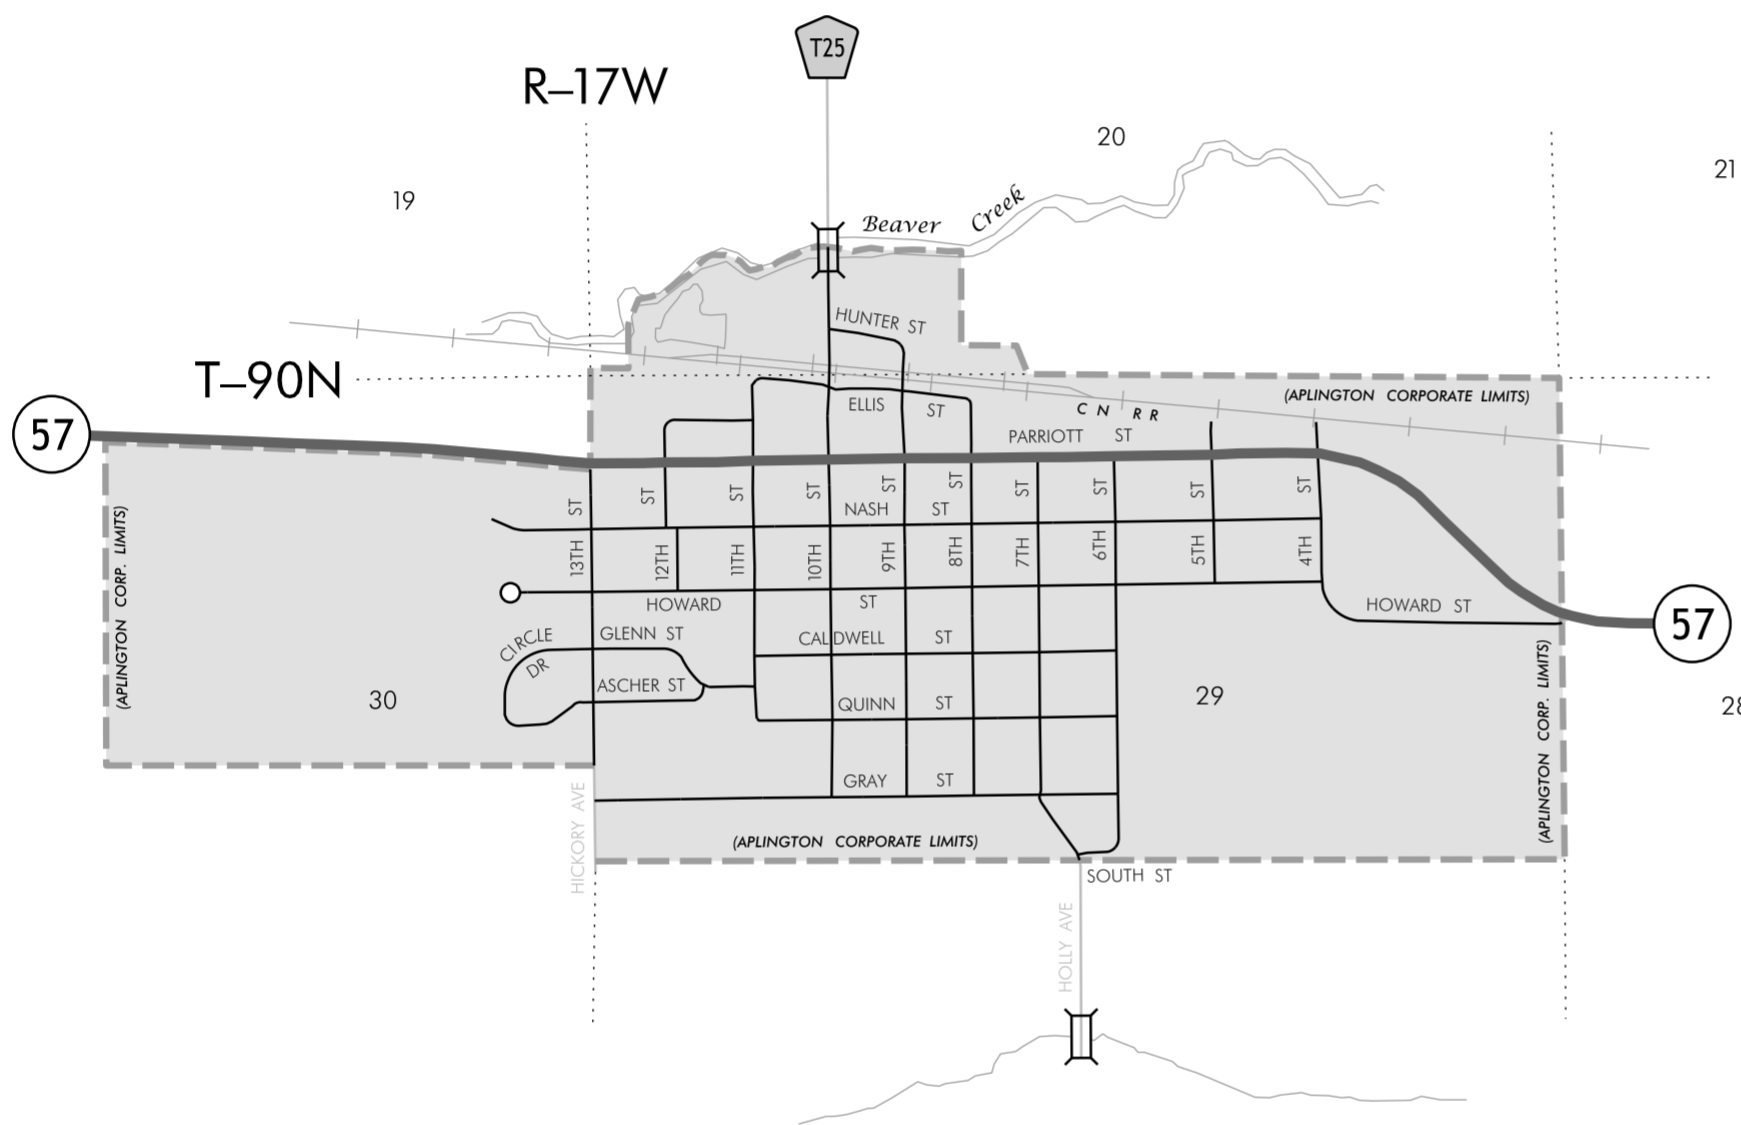 T25
R–17W
20
21
19
Beaver Creek
HUNTER ST
T–90N
(APLINGTON CORPORATE LIMITS)
ELLIS ST
C N R R
57
PARRIOTT ST
13TH ST
12TH ST
11TH ST
10TH ST
9TH ST
8TH ST
7TH ST
6TH ST
5TH ST
4TH ST
NASH ST
(APLINGTON CORP. LIMITS)
HOWARD ST
HOWARD ST
57
GLENN ST
CALDWELL ST
CIRCLE DR
ASCHER ST
30
QUINN ST
29
28
(APLINGTON CORP. LIMITS)
GRAY ST
HICKORY AVE
(APLINGTON CORPORATE LIMITS)
SOUTH ST
HOLLY AVE